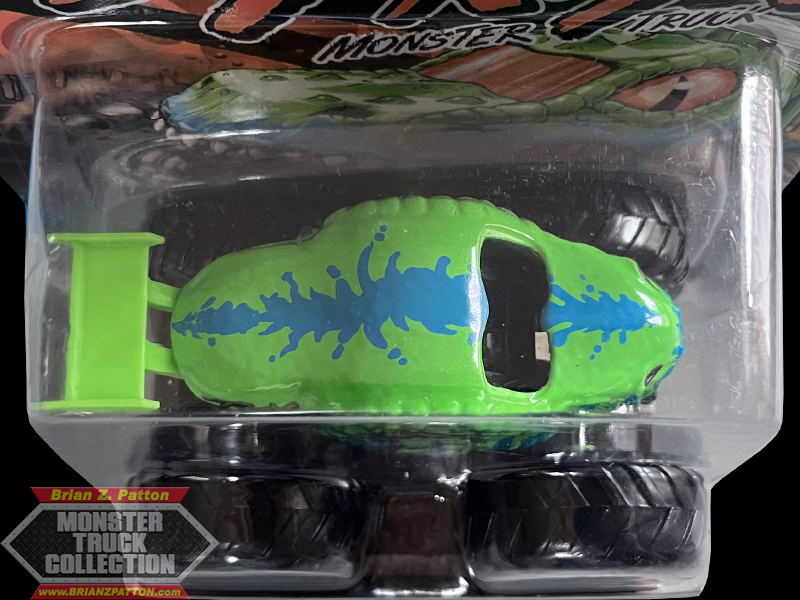 MONSTER TRUCK
Brian Z. Patton
MONSTER
TRUCK
COLLECTION
www.BRIANZPATTON.com